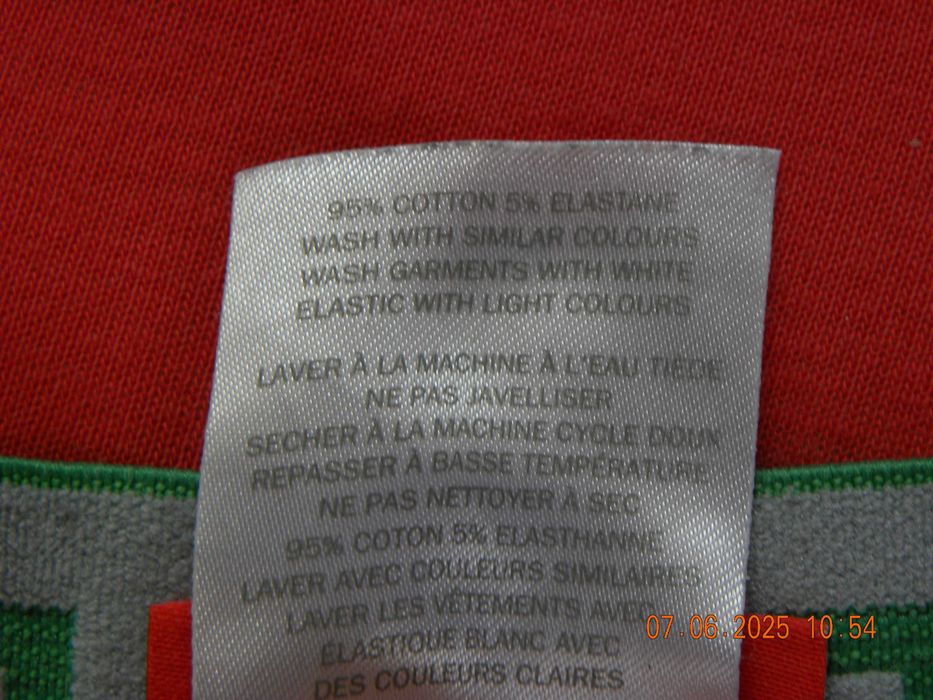 95% COTTON 5% ELASTANE
WASH WITH SIMILAR COLOURS
WASH GARMENTS WITH WHITE
ELASTIC WITH LIGHT COLOURS
LAVER À LA MACHINE À L'EAU TIEDE
NE PAS JAVELLISER
SECHER À LA MACHINE CYCLE DOUX
REPASSER À BASSE TEMPÉRATURE
NE PAS NETTOYER À SEC
95% COTON 5% ELASTHANNE
LAVER AVEC COULEURS SIMILAIRES
LAVER LES VÊTEMENTS AVEC
ÉLASTIQUE BLANC AVEC
DES COULEURS CLAIRES
07.06.2025 10:54